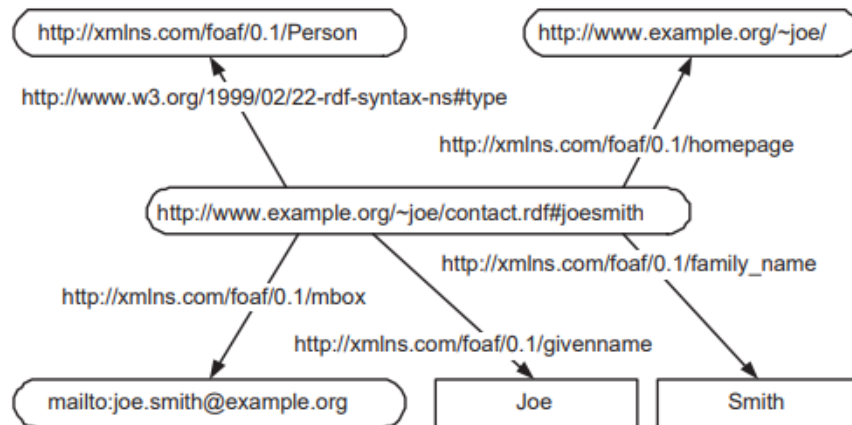 http://xmlns.com/foaf/0.1/Person
http://www.example.org/~joe/
http://www.w3.org/1999/02/22-rdf-syntax-ns#type
http://xmlns.com/foaf/0.1/homepage
http://www.example.org/~joe/contact.rdf#joesmith
http://xmlns.com/foaf/0.1/family_name
http://xmlns.com/foaf/0.1/mbox
http://xmlns.com/foaf/0.1/givenname
mailto:joe.smith@example.org
Joe
Smith